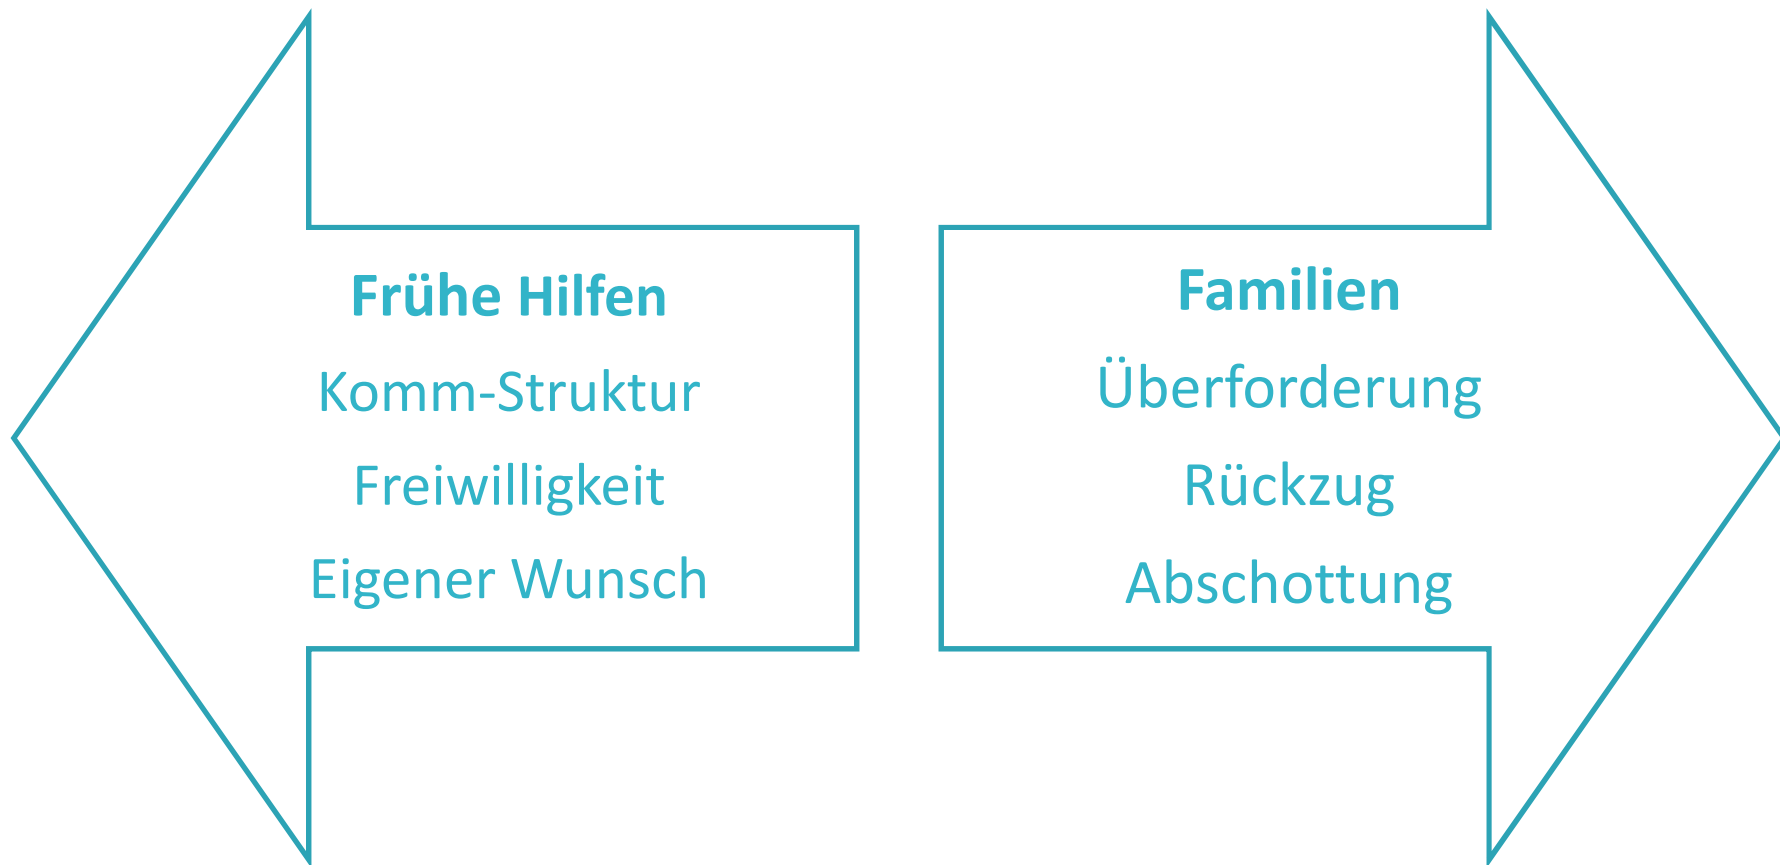 Frühe Hilfen
Komm-Struktur
Freiwilligkeit
Eigener Wunsch
Familien
Überforderung
Rückzug
Abschottung